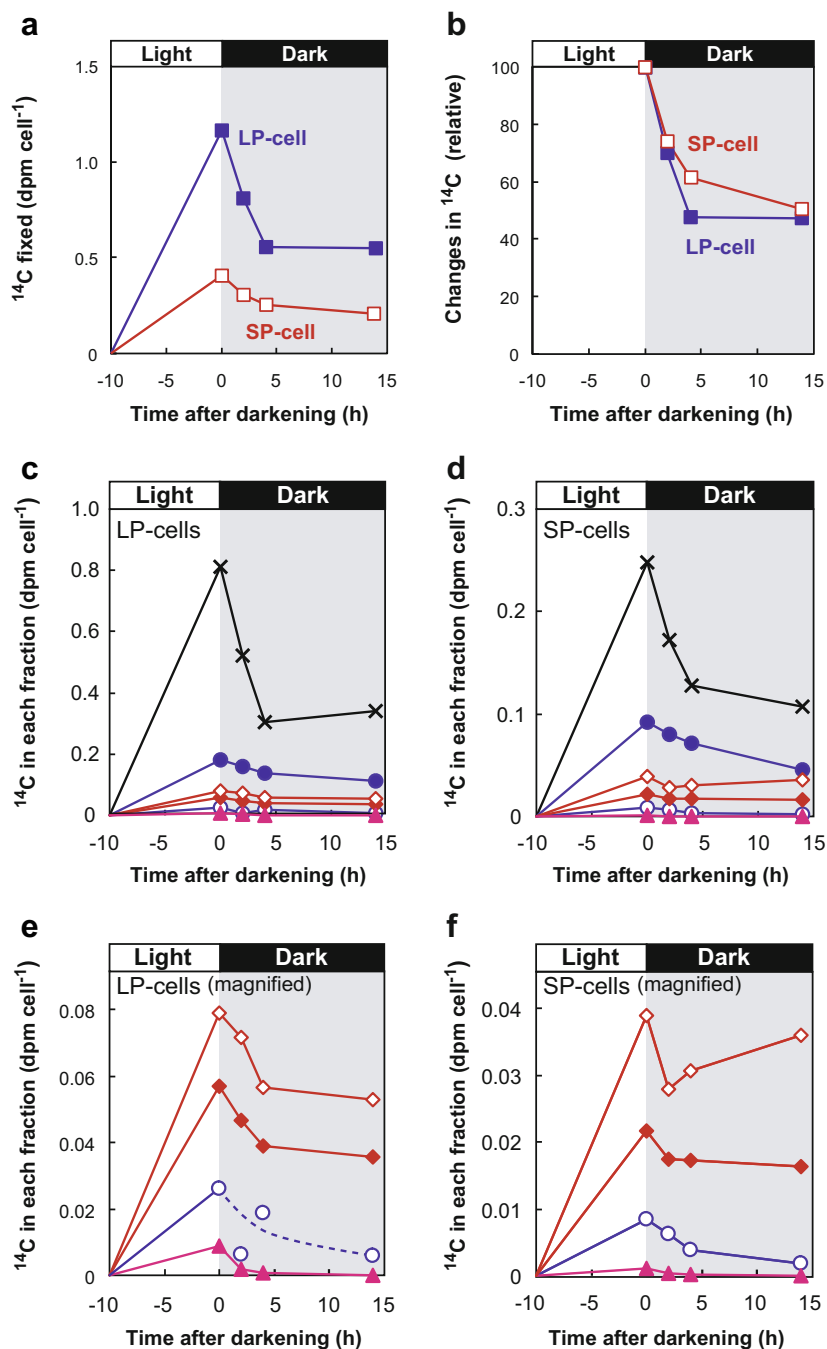 a
Light Dark
1.5
1.0
0.5
0
LP-cell
SP-cell
¹⁴C fixed (dpm cell⁻¹)
-10 -5 0 5 10 15
Time after darkening (h)
b
Light Dark
100
80
60
40
20
0
SP-cell
LP-cell
Changes in ¹⁴C (relative)
-10 -5 0 5 10 15
Time after darkening (h)
c
Light Dark
LP-cells
1.0
0.8
0.6
0.4
0.2
0
¹⁴C in each fraction (dpm cell⁻¹)
-10 -5 0 5 10 15
Time after darkening (h)
d
Light Dark
SP-cells
0.3
0.2
0.1
0
¹⁴C in each fraction (dpm cell⁻¹)
-10 -5 0 5 10 15
Time after darkening (h)
e
Light Dark
LP-cells (magnified)
0.08
0.06
0.04
0.02
0
¹⁴C in each fraction (dpm cell⁻¹)
-10 -5 0 5 10 15
Time after darkening (h)
f
Light Dark
SP-cells (magnified)
0.04
0.03
0.02
0.01
0
¹⁴C in each fraction (dpm cell⁻¹)
-10 -5 0 5 10 15
Time after darkening (h)